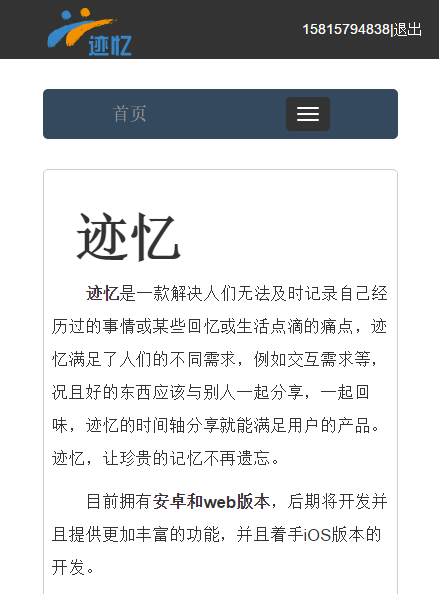 迹忆
15815794838|退出
首页
迹忆
迹忆是一款解决人们无法及时记录自己经
历过的事情或某些回忆或生活点滴的痛点，迹
忆满足了人们的不同需求，例如交互需求等，
况且好的东西应该与别人一起分享，一起回
味，迹忆的时间轴分享就能满足用户的产品。
迹忆，让珍贵的记忆不再遗忘。
目前拥有安卓和web版本，后期将开发并
且提供更加丰富的功能，并且着手iOS版本的
开发。